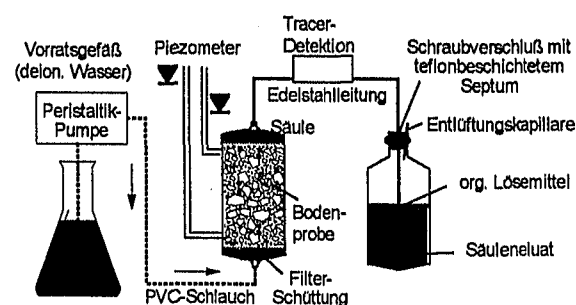 Vorratsgefäß
(deion. Wasser)
Peristaltik-
Pumpe
PVC-Schlauch
Piezometer
Säule
Boden-
probe
Filter-
Schüttung
Tracer-
Detektion
Edelstahlleitung
Schraubverschluß mit
teflonbeschichtetem
Septum
Entlüftungskapillare
org. Lösemittel
Säuleneluat